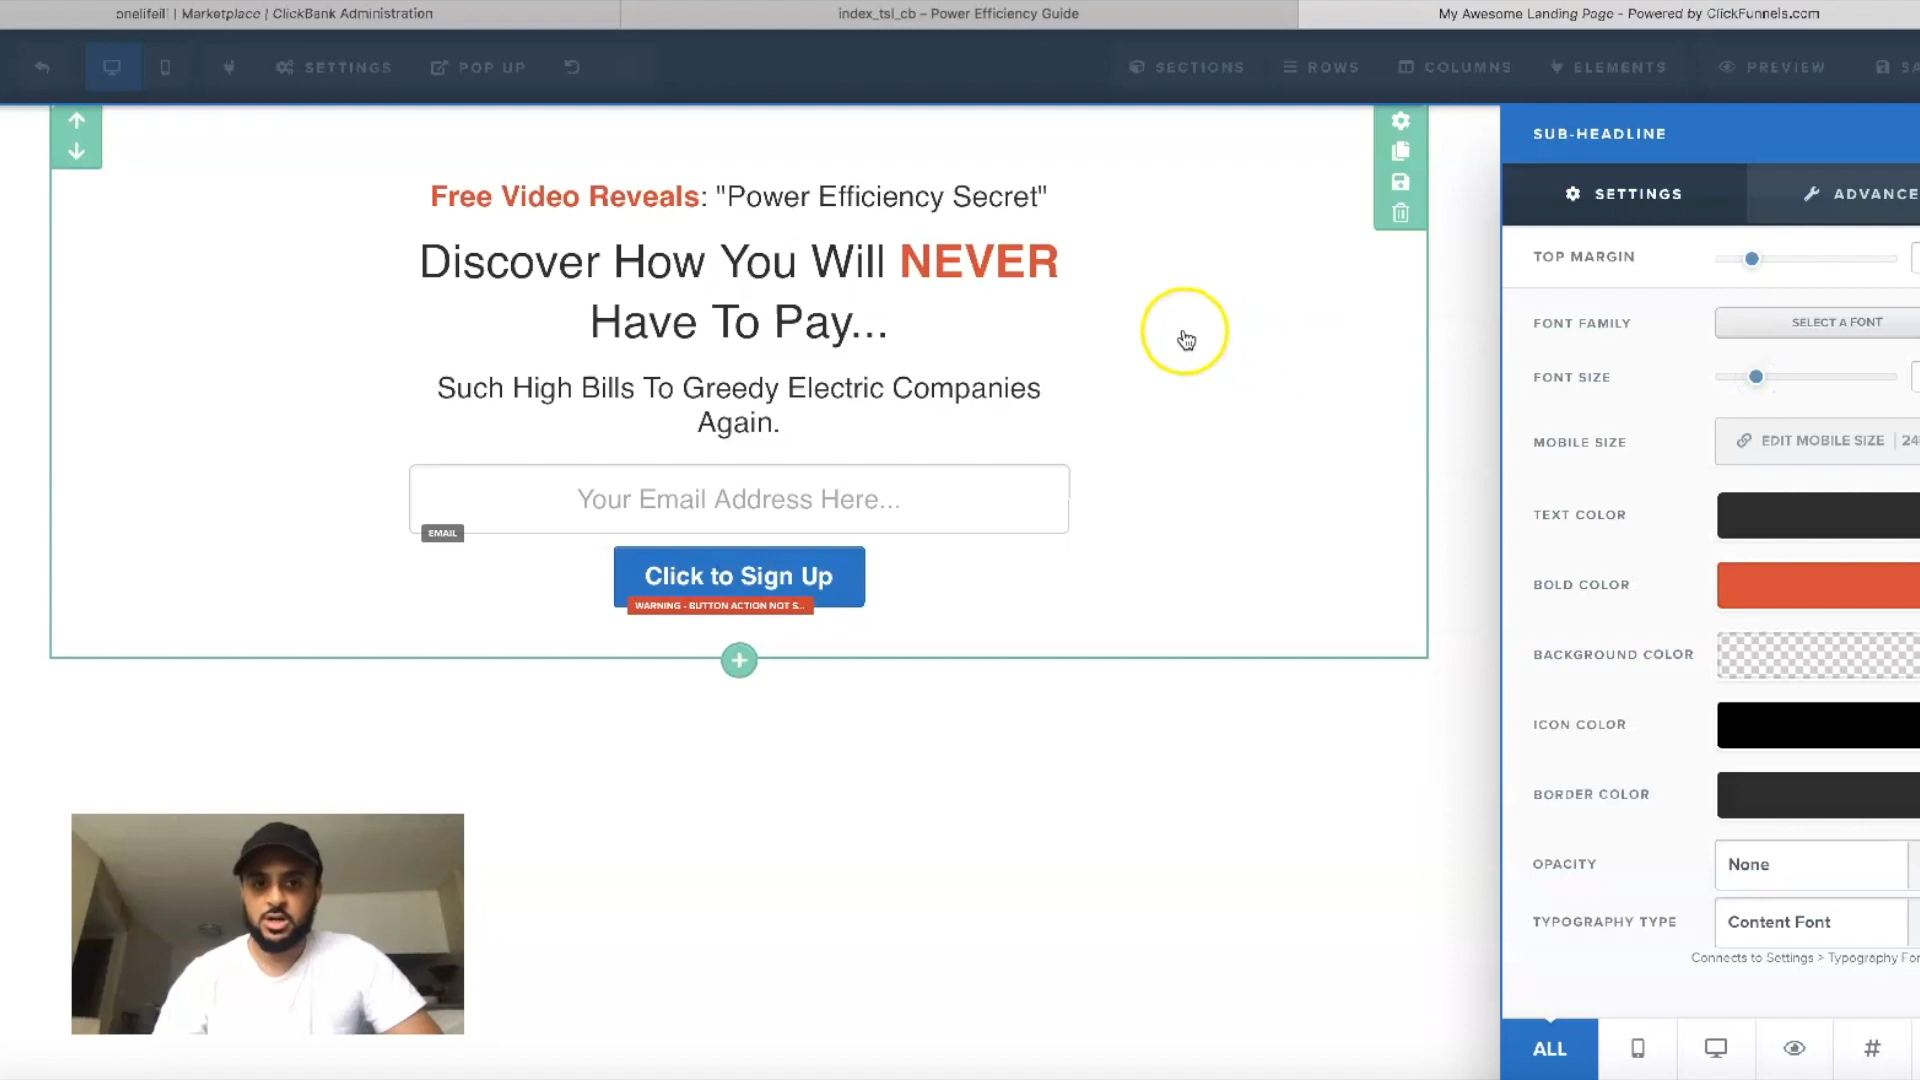 onelifeili | Marketplace | ClickBank Administration
index_tsl_cb – Power Efficiency Guide
My Awesome Landing Page - Powered by ClickFunnels.com
SETTINGS
POP UP
SECTIONS
ROWS
COLUMNS
ELEMENTS
PREVIEW
SA
Free Video Reveals: "Power Efficiency Secret"
Discover How You Will NEVER
Have To Pay...
Such High Bills To Greedy Electric Companies
Again.
Your Email Address Here...
EMAIL
Click to Sign Up
WARNING - BUTTON ACTION NOT S...
SUB-HEADLINE
SETTINGS
ADVANCE
TOP MARGIN
FONT FAMILY
SELECT A FONT
FONT SIZE
MOBILE SIZE
EDIT MOBILE SIZE | 24
TEXT COLOR
BOLD COLOR
BACKGROUND COLOR
ICON COLOR
BORDER COLOR
OPACITY
None
TYPOGRAPHY TYPE
Content Font
Connects to Settings > Typography For
ALL
#